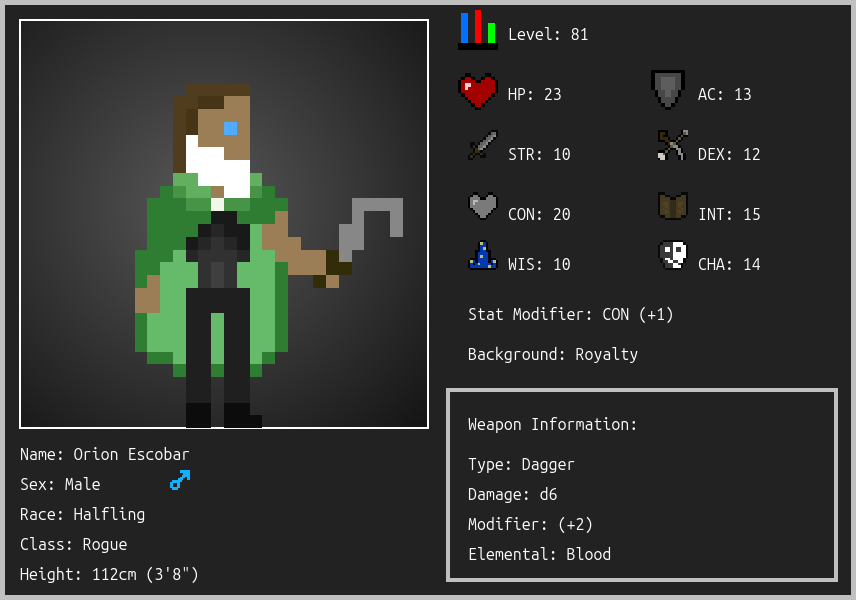 Level: 81
HP: 23
AC: 13
STR: 10
DEX: 12
CON: 20
INT: 15
WIS: 10
CHA: 14
Stat Modifier: CON (+1)
Background: Royalty
Weapon Information:
Type: Dagger
Damage: d6
Modifier: (+2)
Elemental: Blood
Name: Orion Escobar
Sex: Male
Race: Halfling
Class: Rogue
Height: 112cm (3'8")